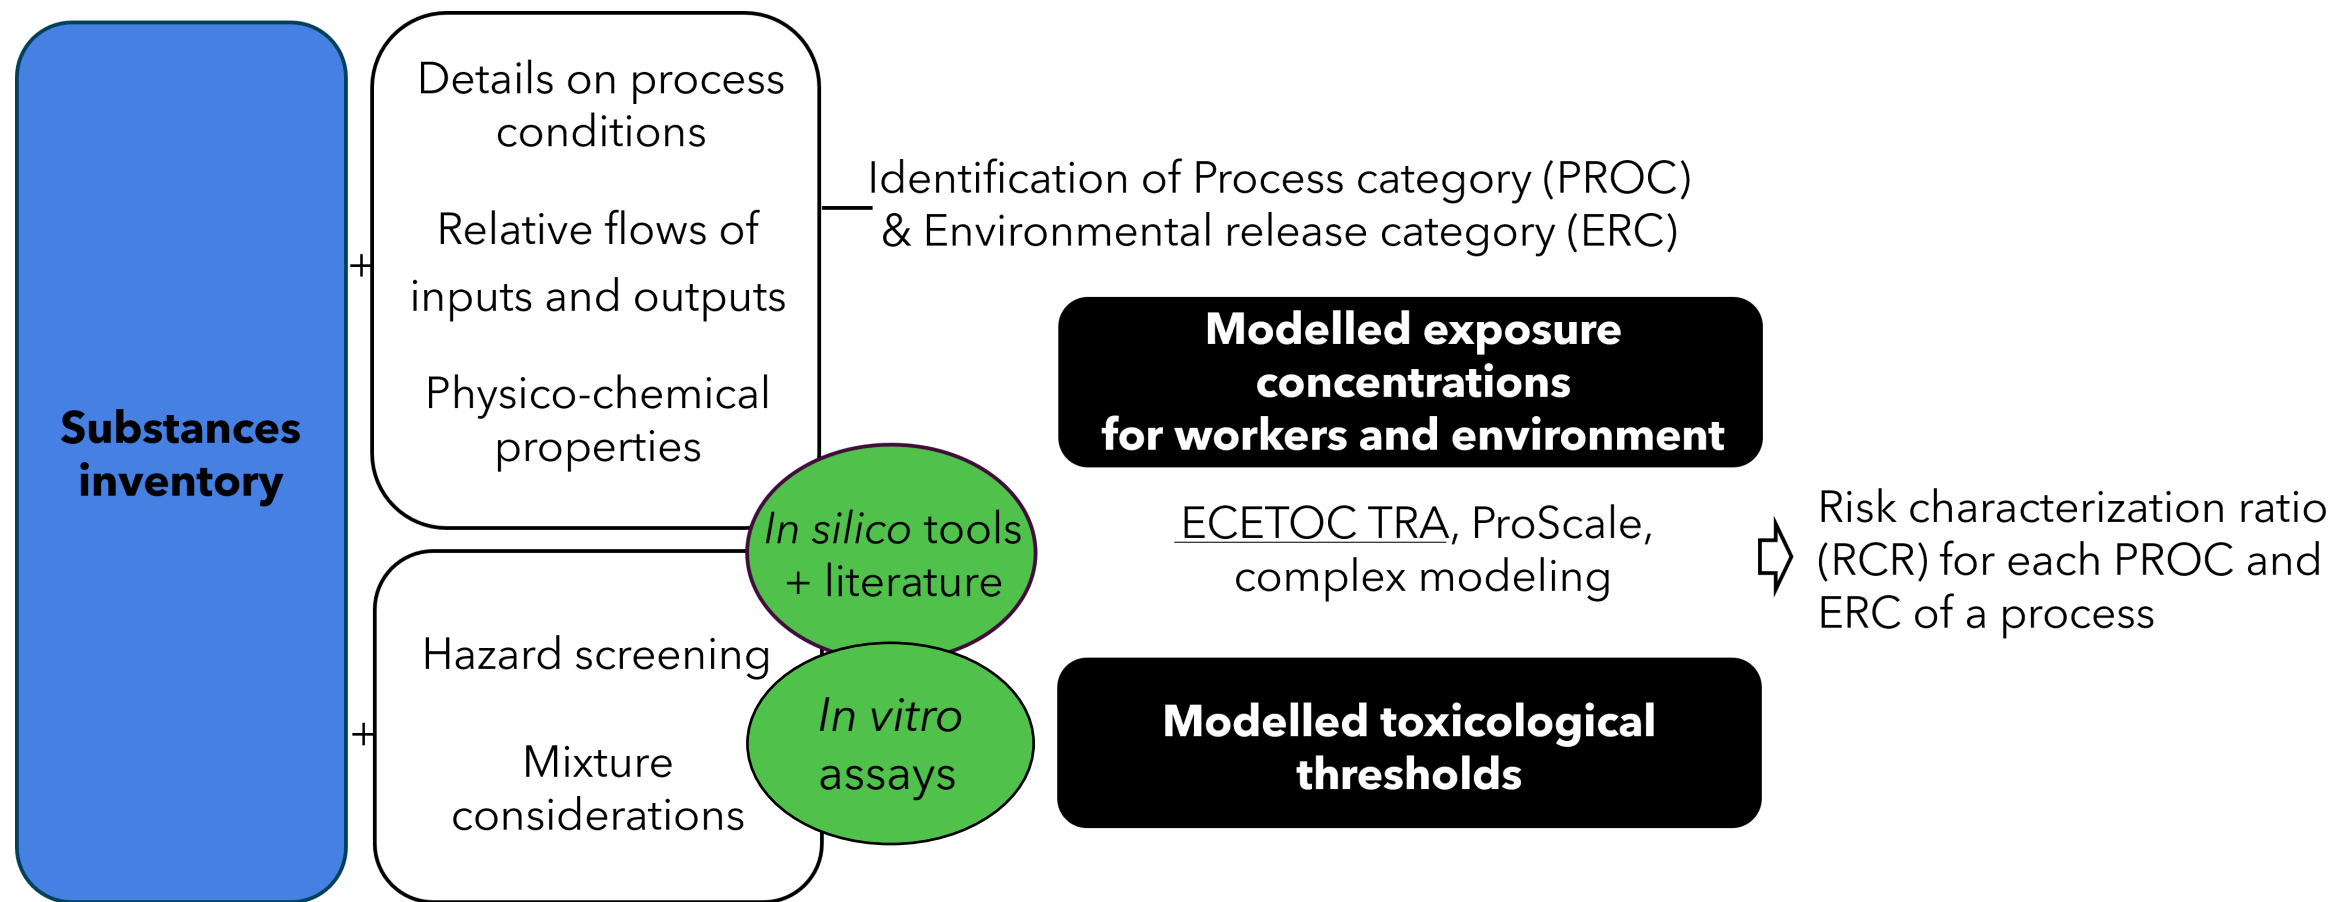 Substances
inventory
+
Details on process
conditions
Relative flows of
inputs and outputs
Physico-chemical
properties
+
Hazard screening
Mixture
considerations
In silico tools
+ literature
In vitro
assays
Identification of Process category (PROC)
& Environmental release category (ERC)
Modelled exposure
concentrations
for workers and environment
ECETOC TRA, ProScale,
complex modeling
Modelled toxicological
thresholds
Risk characterization ratio
(RCR) for each PROC and
ERC of a process